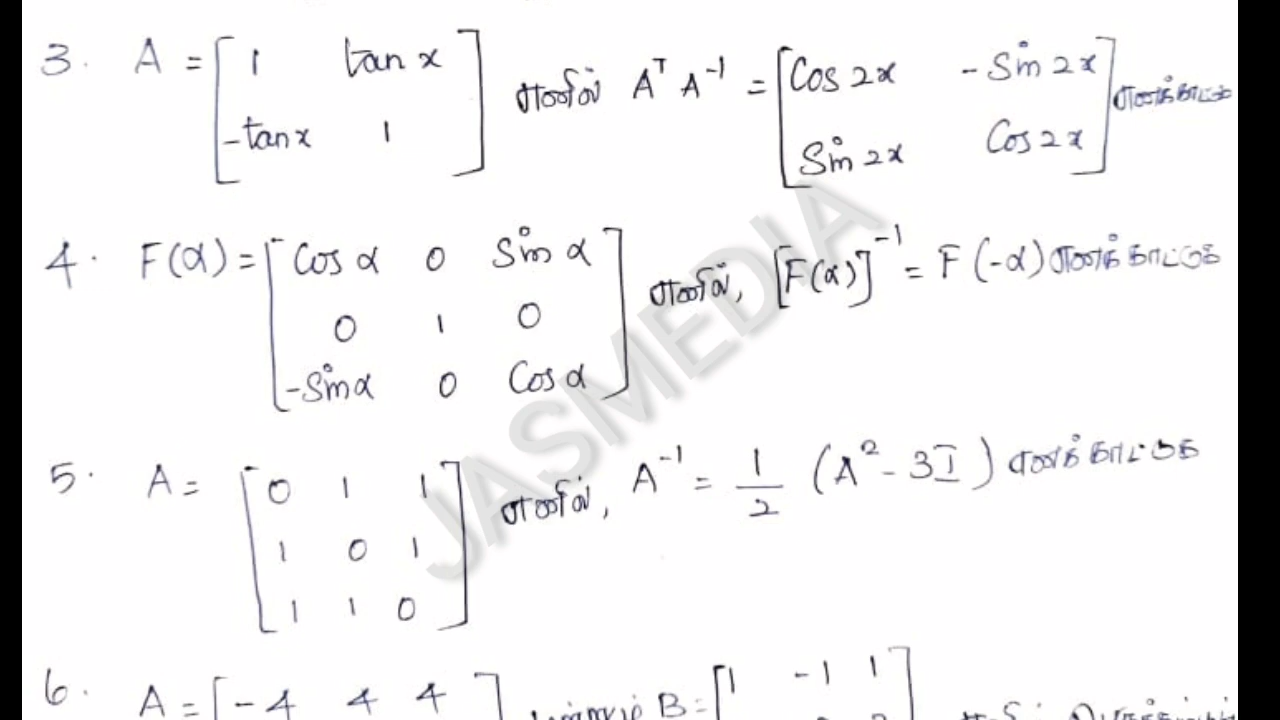 3. A = [ 1 tan x எனில் Aᵀ A⁻¹ = [ Cos 2x - Sin 2x ] எனக்காட்டுக
-tan x 1 ] Sin 2x Cos 2x
4. F(α) = [ Cos α 0 Sin α எனில், [F(α)]⁻¹ = F(-α) எனக் காட்டுக
0 1 0
-Sin α 0 Cos α ]
5. A = [ 0 1 1 எனில், A⁻¹ = 1/2 (A² - 3I) எனக் காட்டுக
1 0 1
1 1 0 ]
6. A = [ -4 4 4 ] மற்றும் B = [ 1 -1 1 ]
JASMEDIA